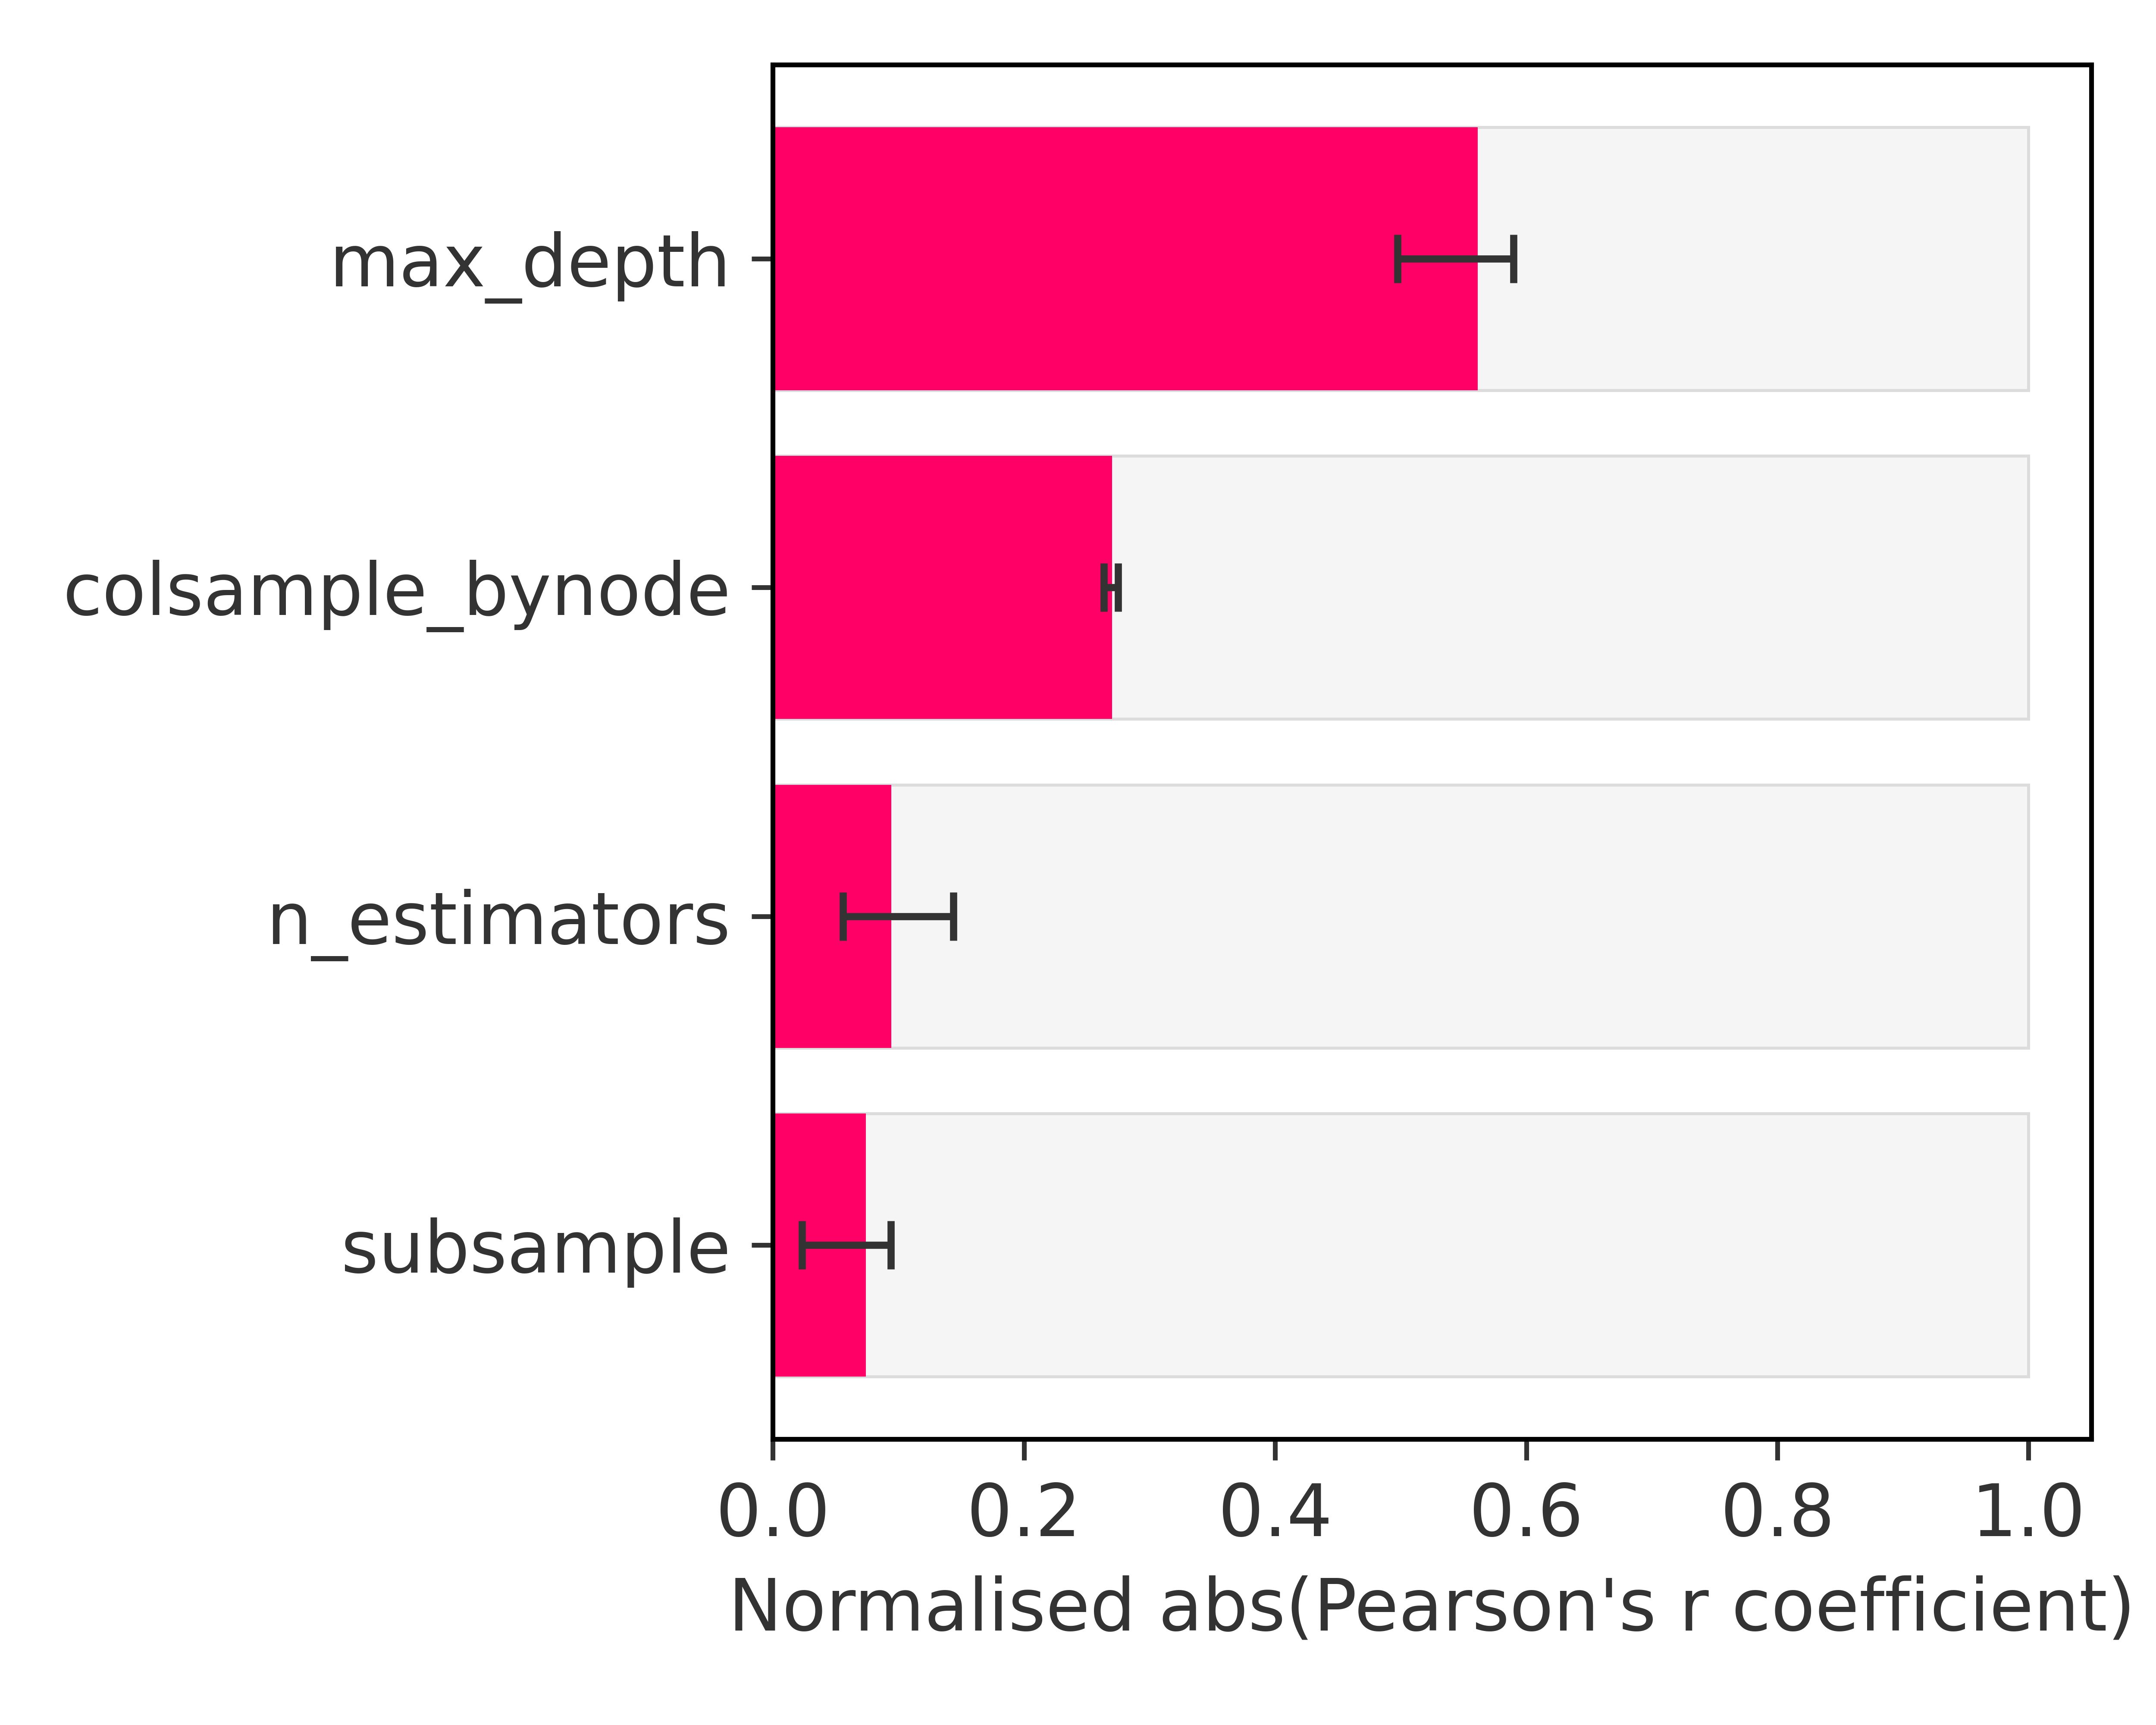 max_depth
colsample_bynode
n_estimators
subsample
0.0 0.2 0.4 0.6 0.8 1.0
Normalised abs(Pearson's r coefficient)